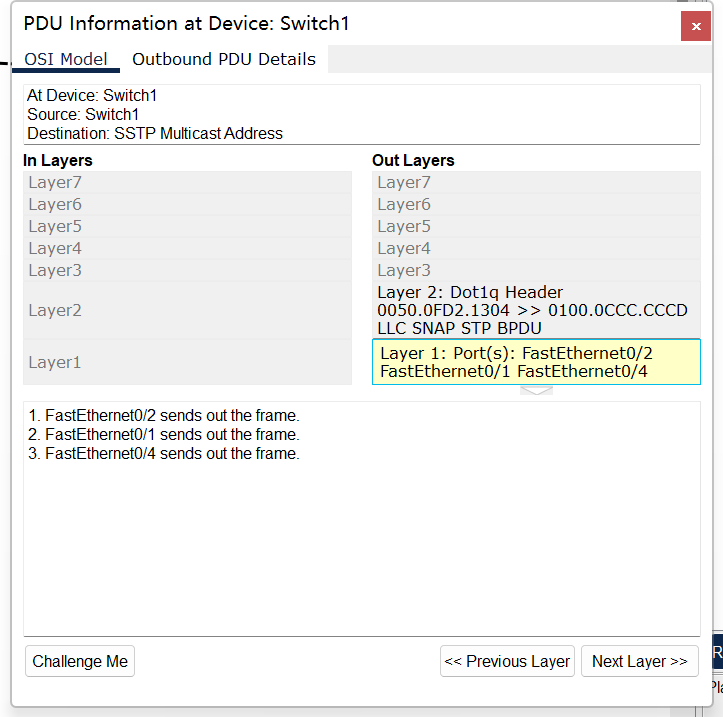 PDU Information at Device: Switch1
OSI Model
Outbound PDU Details
At Device: Switch1
Source: Switch1
Destination: SSTP Multicast Address
In Layers
Layer7
Layer6
Layer5
Layer4
Layer3
Layer2
Layer1
Out Layers
Layer7
Layer6
Layer5
Layer4
Layer3
Layer 2: Dot1q Header
0050.0FD2.1304 >> 0100.0CCC.CCCD
LLC SNAP STP BPDU
Layer 1: Port(s): FastEthernet0/2
FastEthernet0/1 FastEthernet0/4
1. FastEthernet0/2 sends out the frame.
2. FastEthernet0/1 sends out the frame.
3. FastEthernet0/4 sends out the frame.
Challenge Me
<< Previous Layer
Next Layer >>